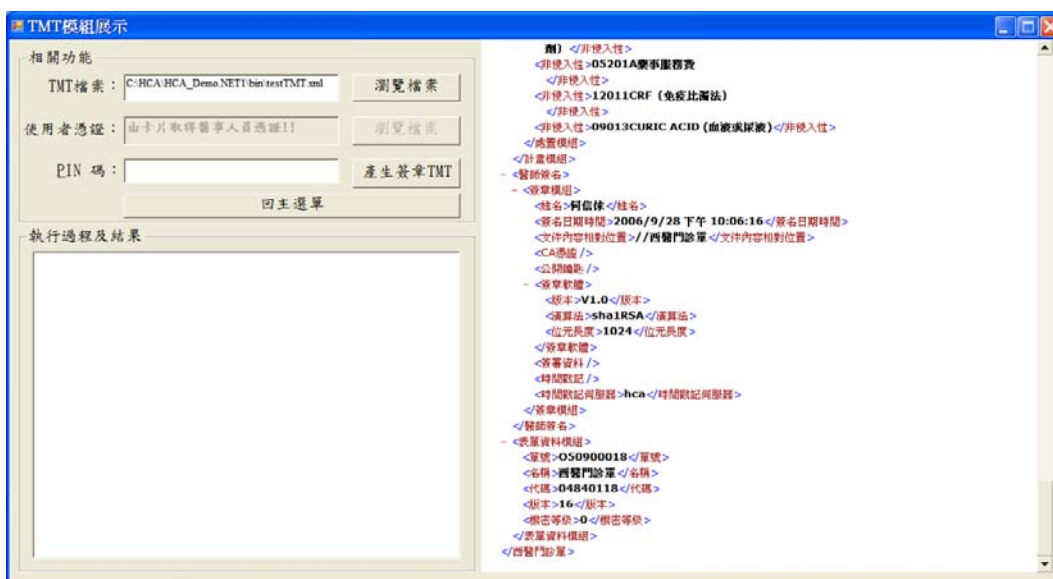 TMT模組展示
相關功能
TMT檔案：
C:\HCA\HCA_Demo.NET1\bin\testTMT.xml
瀏覽檔案
使用者憑證：
由卡片取得醫事人員憑證!!
瀏覽檔案
PIN 碼：
產生簽章TMT
回主選單
執行過程及結果
劑）</非侵入性>
<非侵入性>05201A藥事服務費
</非侵入性>
<非侵入性>12011CRF（免疫比濁法）
</非侵入性>
<非侵入性>09013CURIC ACID (血液或尿液)</非侵入性>
</處置模組>
</計畫模組>
- <醫師簽名>
- <簽章模組>
<姓名>何信倈</姓名>
<簽名日期時間>2006/9/28 下午 10:06:16</簽名日期時間>
<文件內容相對位置>//西醫門診單</文件內容相對位置>
<CA憑證 />
<公開鑰匙 />
- <簽章軟體>
<版本>V1.0</版本>
<演算法>sha1RSA</演算法>
<位元長度>1024</位元長度>
</簽章軟體>
<簽署資料 />
<時間戳記 />
<時間戳記伺服器>hca</時間戳記伺服器>
</簽章模組>
</醫師簽名>
- <表單資料模組>
<單號>O50900018</單號>
<名稱>西醫門診單</名稱>
<代碼>04840118</代碼>
<版本>16</版本>
<機密等級>0</機密等級>
</表單資料模組>
</西醫門診單>